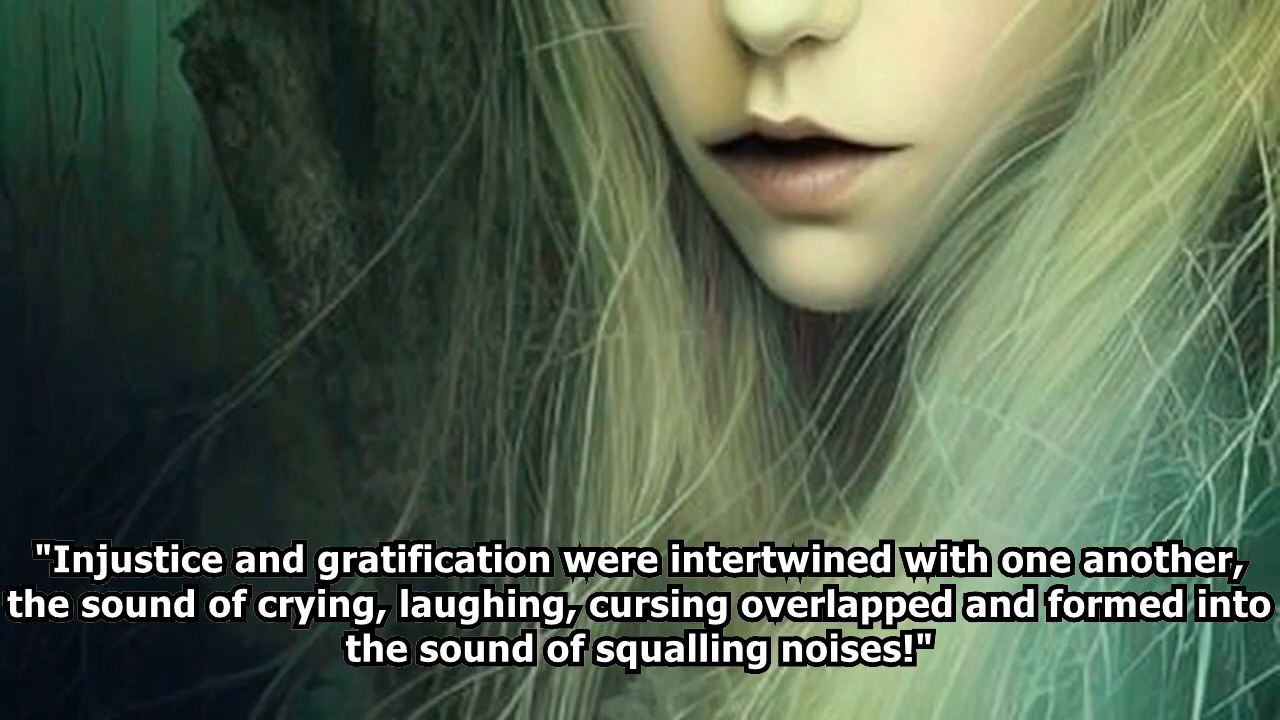 "Injustice and gratification were intertwined with one another,
the sound of crying, laughing, cursing overlapped and formed into
the sound of squalling noises!"